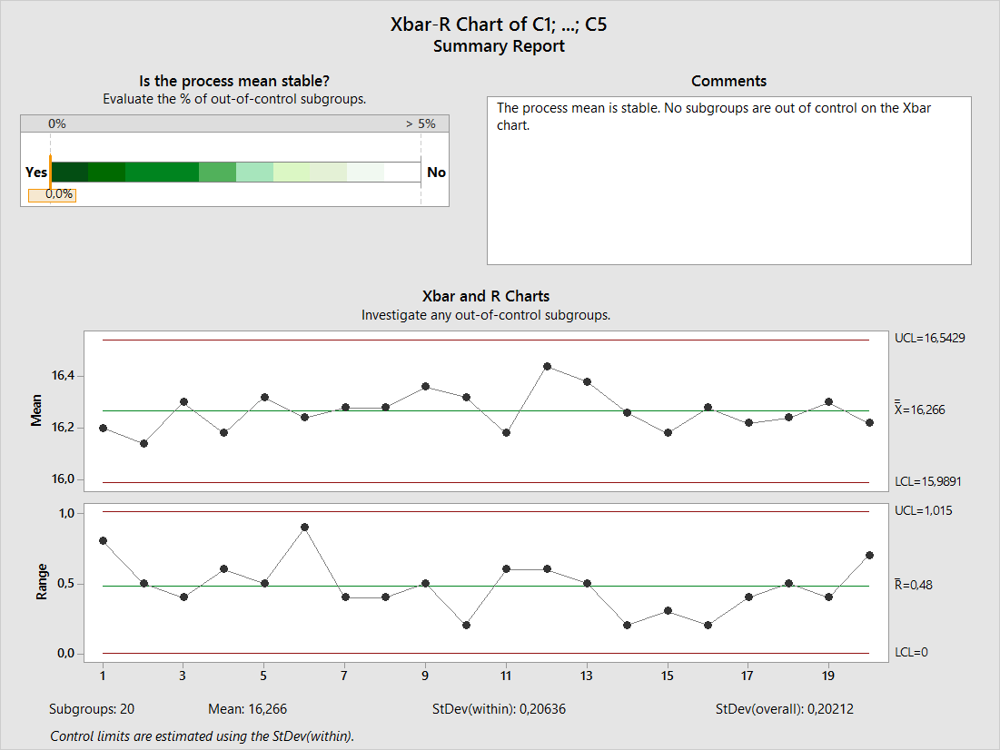 Xbar-R Chart of C1; ...; C5
Summary Report
Is the process mean stable?
Evaluate the % of out-of-control subgroups.
0% > 5%
Yes No
0,0%
Comments
The process mean is stable. No subgroups are out of control on the Xbar
chart.
Xbar and R Charts
Investigate any out-of-control subgroups.
Mean
16,4
16,2
16,0
UCL=16,5429
X̿=16,266
LCL=15,9891
Range
1,0
0,5
0,0
UCL=1,015
R̄=0,48
LCL=0
1 3 5 7 9 11 13 15 17 19
Subgroups: 20 Mean: 16,266 StDev(within): 0,20636 StDev(overall): 0,20212
Control limits are estimated using the StDev(within).